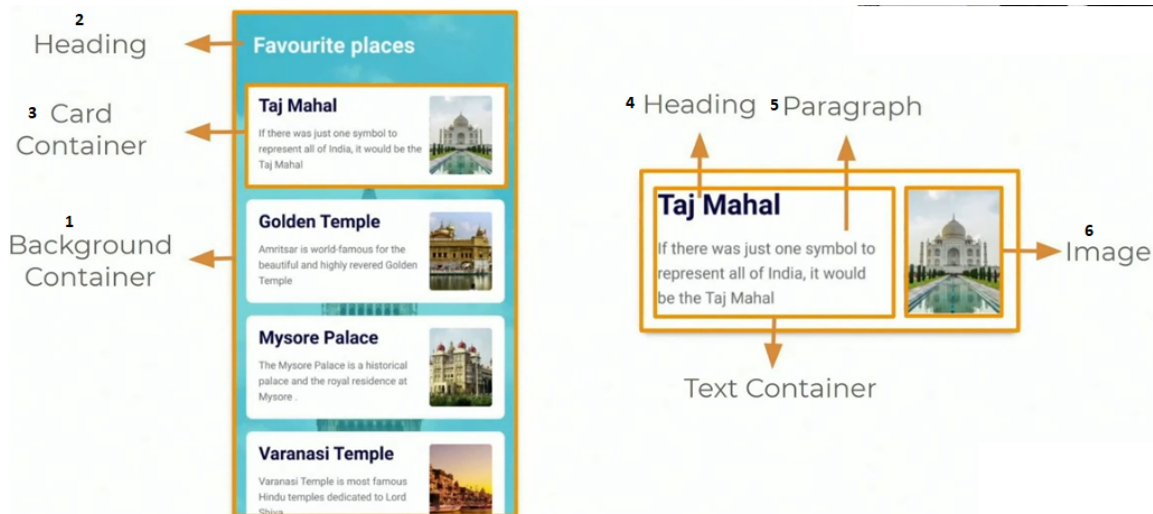 2
Heading
3 Card
Container
1
Background
Container
Favourite places
Taj Mahal
If there was just one symbol to
represent all of India, it would be the
Taj Mahal
Golden Temple
Amritsar is world-famous for the
beautiful and highly revered Golden
Temple
Mysore Palace
The Mysore Palace is a historical
palace and the royal residence at
Mysore .
Varanasi Temple
Varanasi Temple is most famous
Hindu temples dedicated to Lord
Shiva
4 Heading 5 Paragraph
Taj Mahal
If there was just one symbol to
represent all of India, it would
be the Taj Mahal
6
Image
Text Container